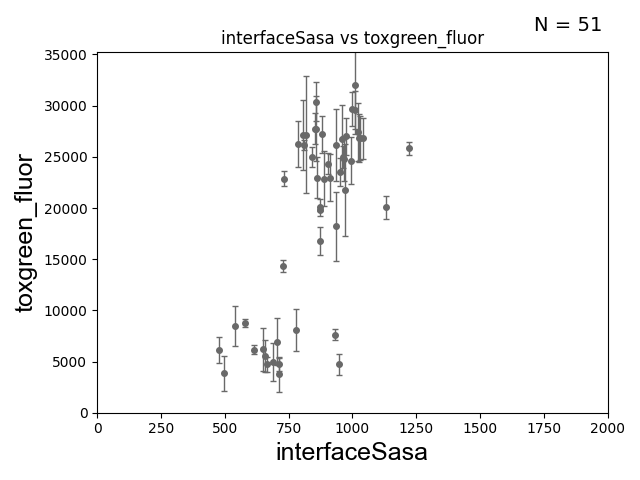 N = 51
interfaceSasa vs toxgreen_fluor
35000
30000
25000
20000
15000
10000
5000
0
toxgreen_fluor
0 250 500 750 1000 1250 1500 1750 2000
interfaceSasa